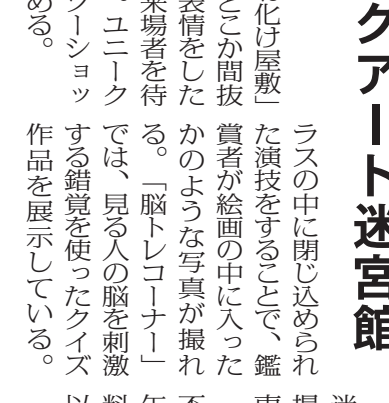 クアート迷宮館
化け屋敷」
どこか間抜
表情をした
来場者を待
。ユニーク
ツーショッ
める。
ラスの中に閉じ込められ
た演技をすることで、鑑
賞者が絵画の中に入った
かのような写真が撮れ
る。「脳トレコーナー」
では、見る人の脳を刺激
する錯覚を使ったクイズ
作品を展示している。